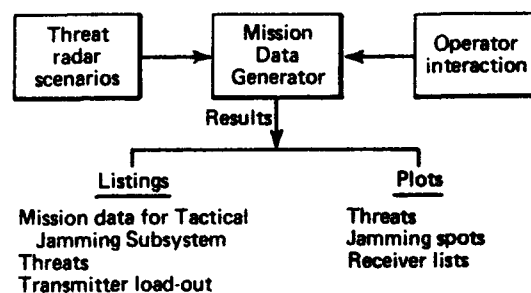 Threat
radar
scenarios
Mission
Data
Generator
Operator
interaction
Results
Listings
Mission data for Tactical
Jamming Subsystem
Threats
Transmitter load-out
Plots
Threats
Jamming spots
Receiver lists